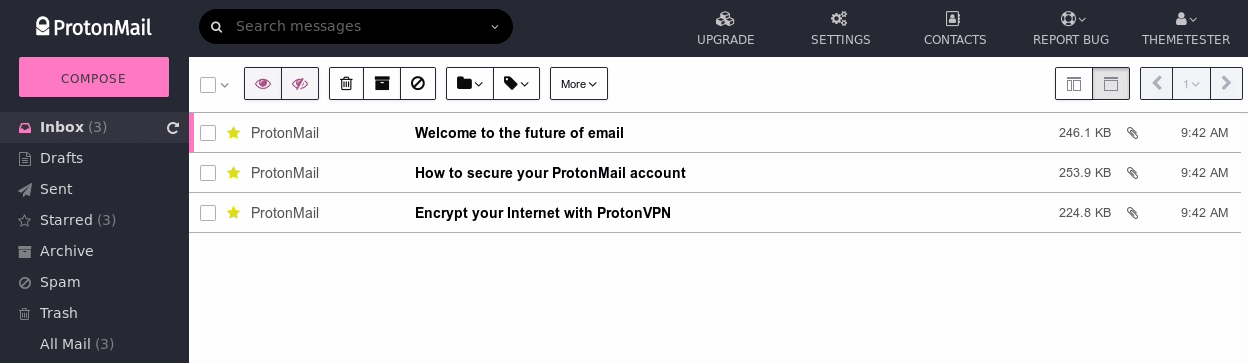 ProtonMail
Search messages
UPGRADE
SETTINGS
CONTACTS
REPORT BUG
THEMETESTER
COMPOSE
More
1
Inbox (3)
Drafts
Sent
Starred (3)
Archive
Spam
Trash
All Mail (3)
ProtonMail Welcome to the future of email 246.1 KB 9:42 AM
ProtonMail How to secure your ProtonMail account 253.9 KB 9:42 AM
ProtonMail Encrypt your Internet with ProtonVPN 224.8 KB 9:42 AM